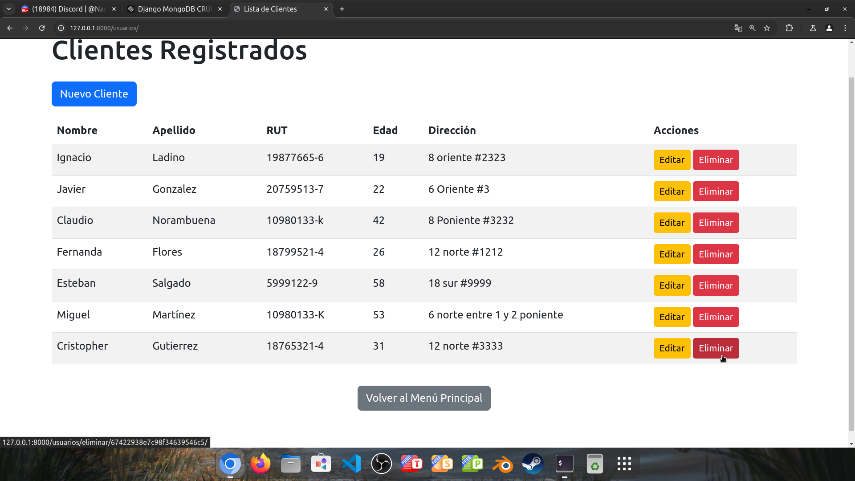 (18984) Discord | @Na
Django MongoDB CRU
Lista de Clientes
127.0.0.1:8000/usuarios/
Clientes Registrados
Nuevo Cliente
Nombre Apellido RUT Edad Dirección Acciones
Ignacio Ladino 19877665-6 19 8 oriente #2323 Editar Eliminar
Javier Gonzalez 20759513-7 22 6 Oriente #3 Editar Eliminar
Claudio Norambuena 10980133-k 42 8 Poniente #3232 Editar Eliminar
Fernanda Flores 18799521-4 26 12 norte #1212 Editar Eliminar
Esteban Salgado 5999122-9 58 18 sur #9999 Editar Eliminar
Miguel Martínez 10980133-K 53 6 norte entre 1 y 2 poniente Editar Eliminar
Cristopher Gutierrez 18765321-4 31 12 norte #3333 Editar Eliminar
Volver al Menú Principal
127.0.0.1:8000/usuarios/eliminar/67422938e7c98f34639546c5/